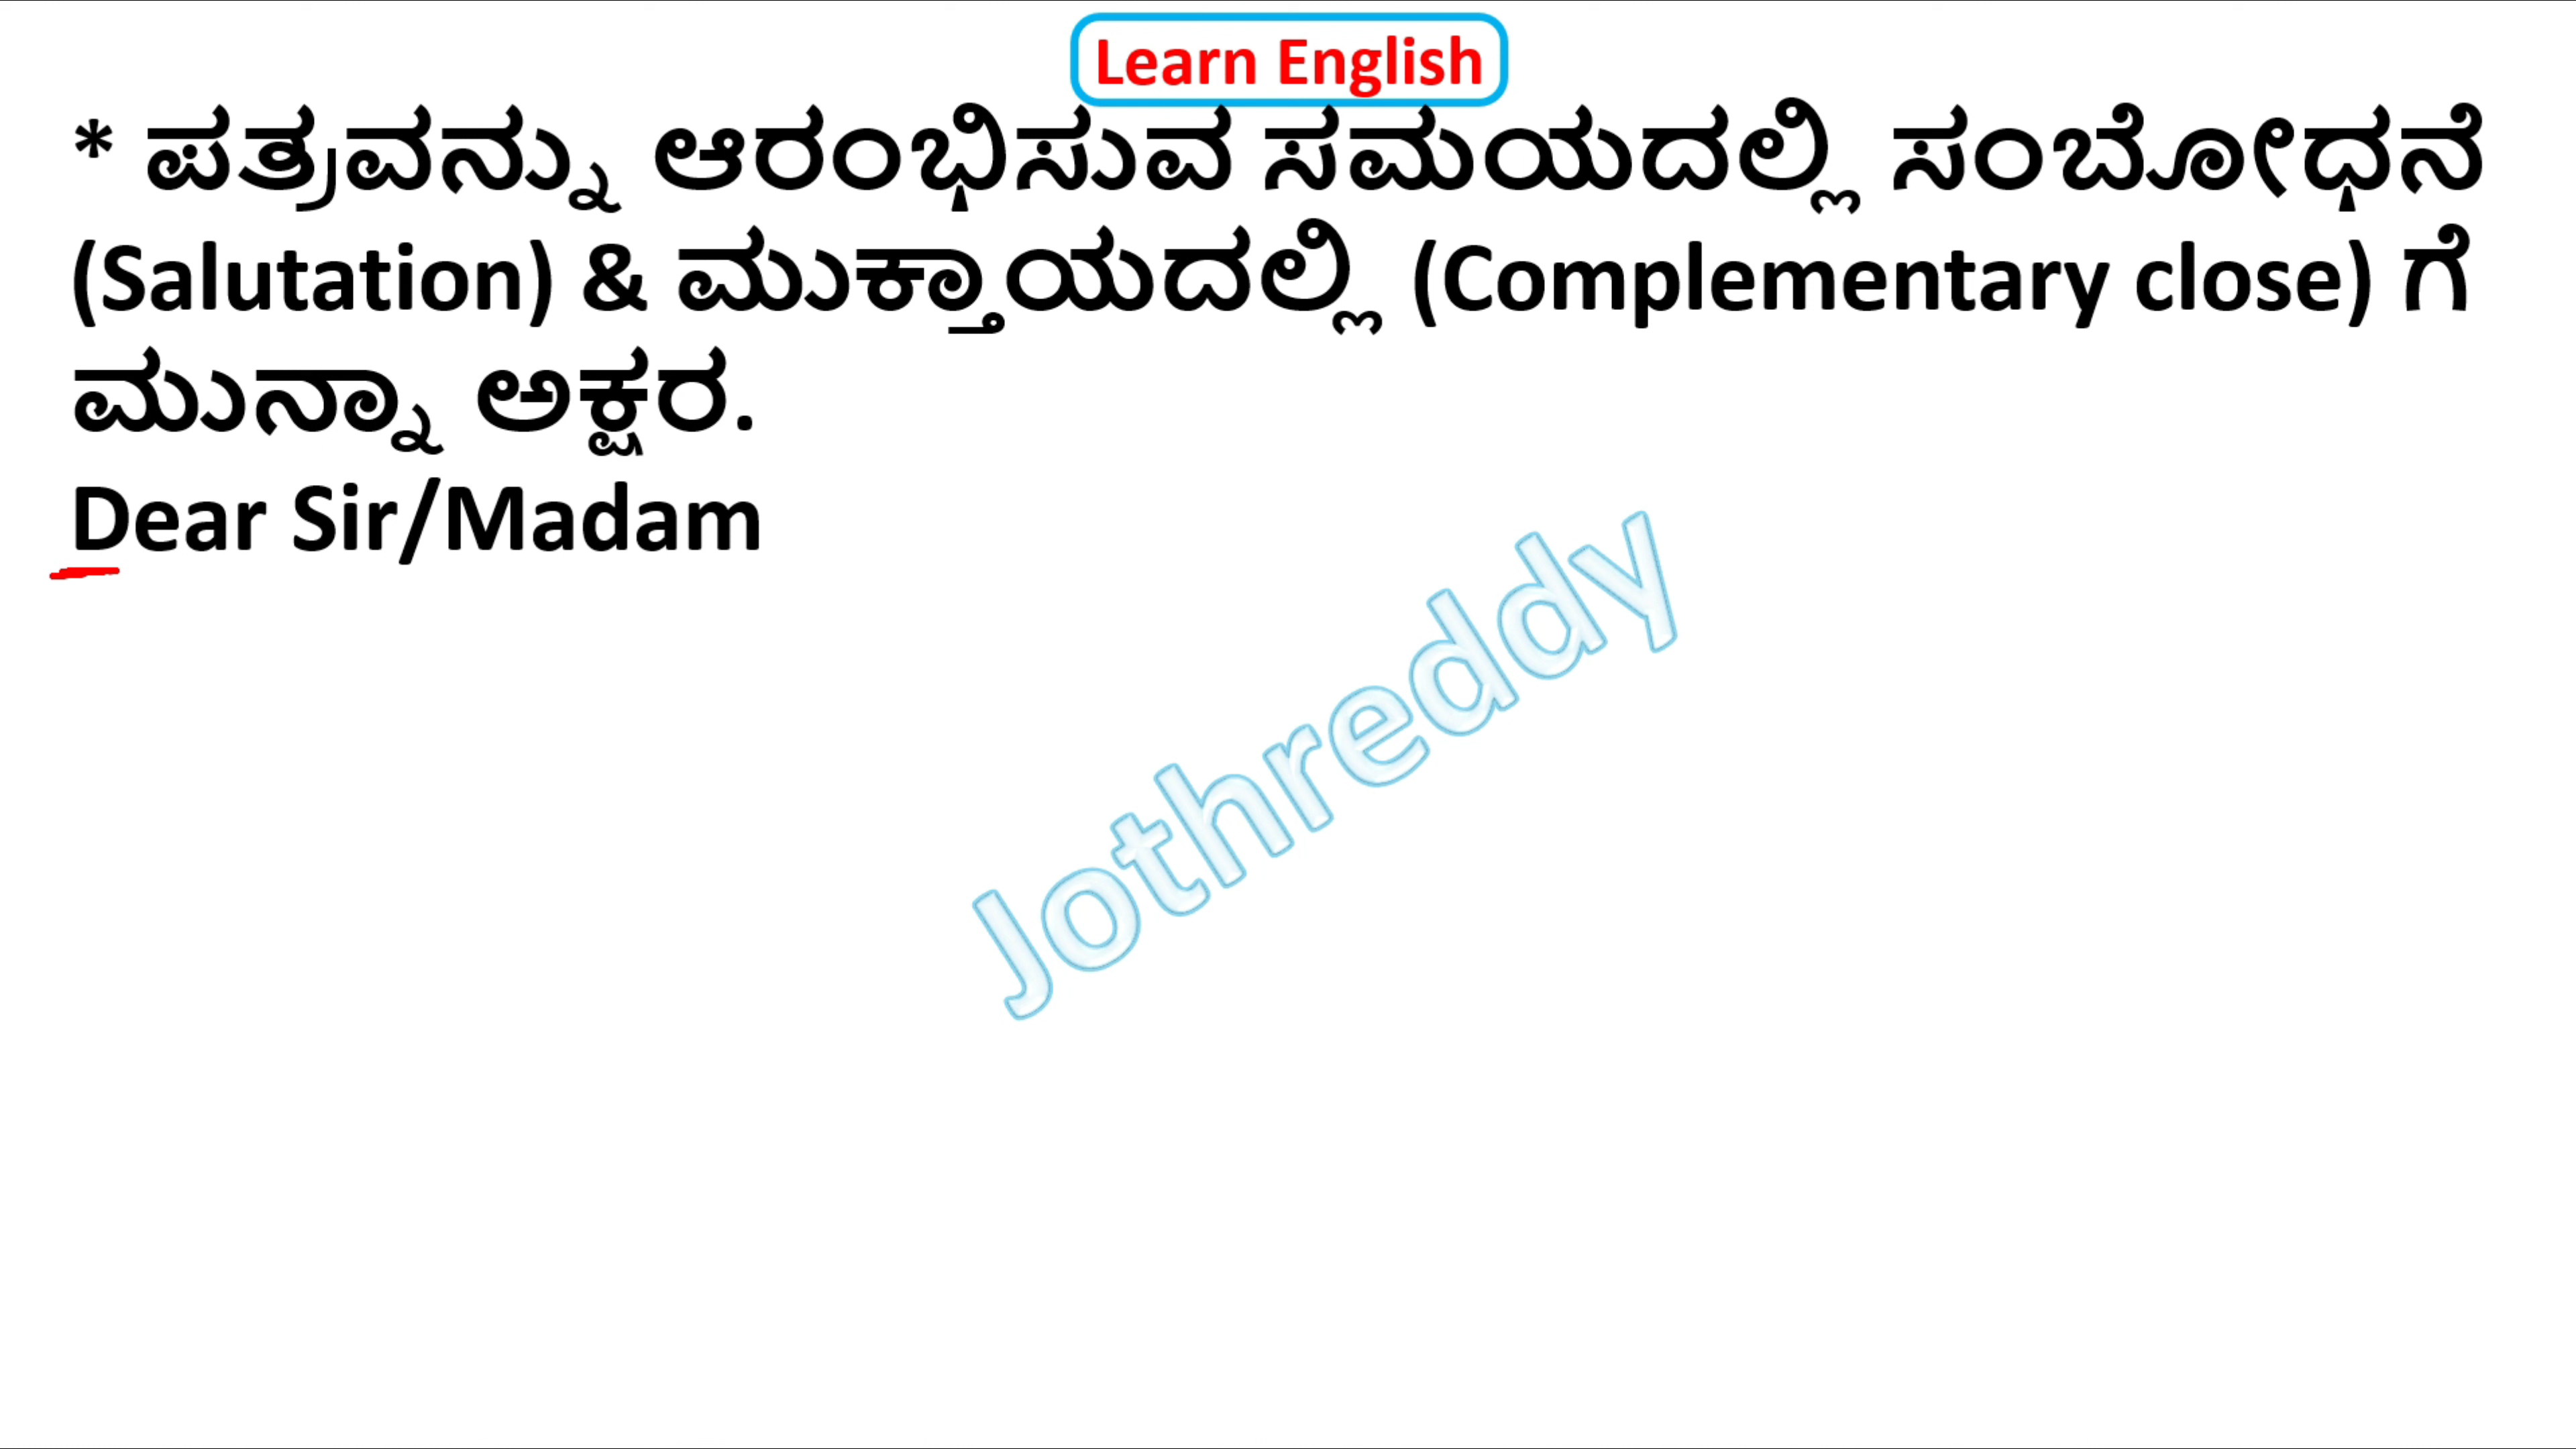 Learn English
* ಪತ್ರವನ್ನು ಆರಂಭಿಸುವ ಸಮಯದಲ್ಲಿ ಸಂಬೋಧನೆ
(Salutation) & ಮುಕ್ತಾಯದಲ್ಲಿ (Complementary close) ಗೆ
ಮುನ್ನಾ ಅಕ್ಷರ.
Dear Sir/Madam
Jothreddy